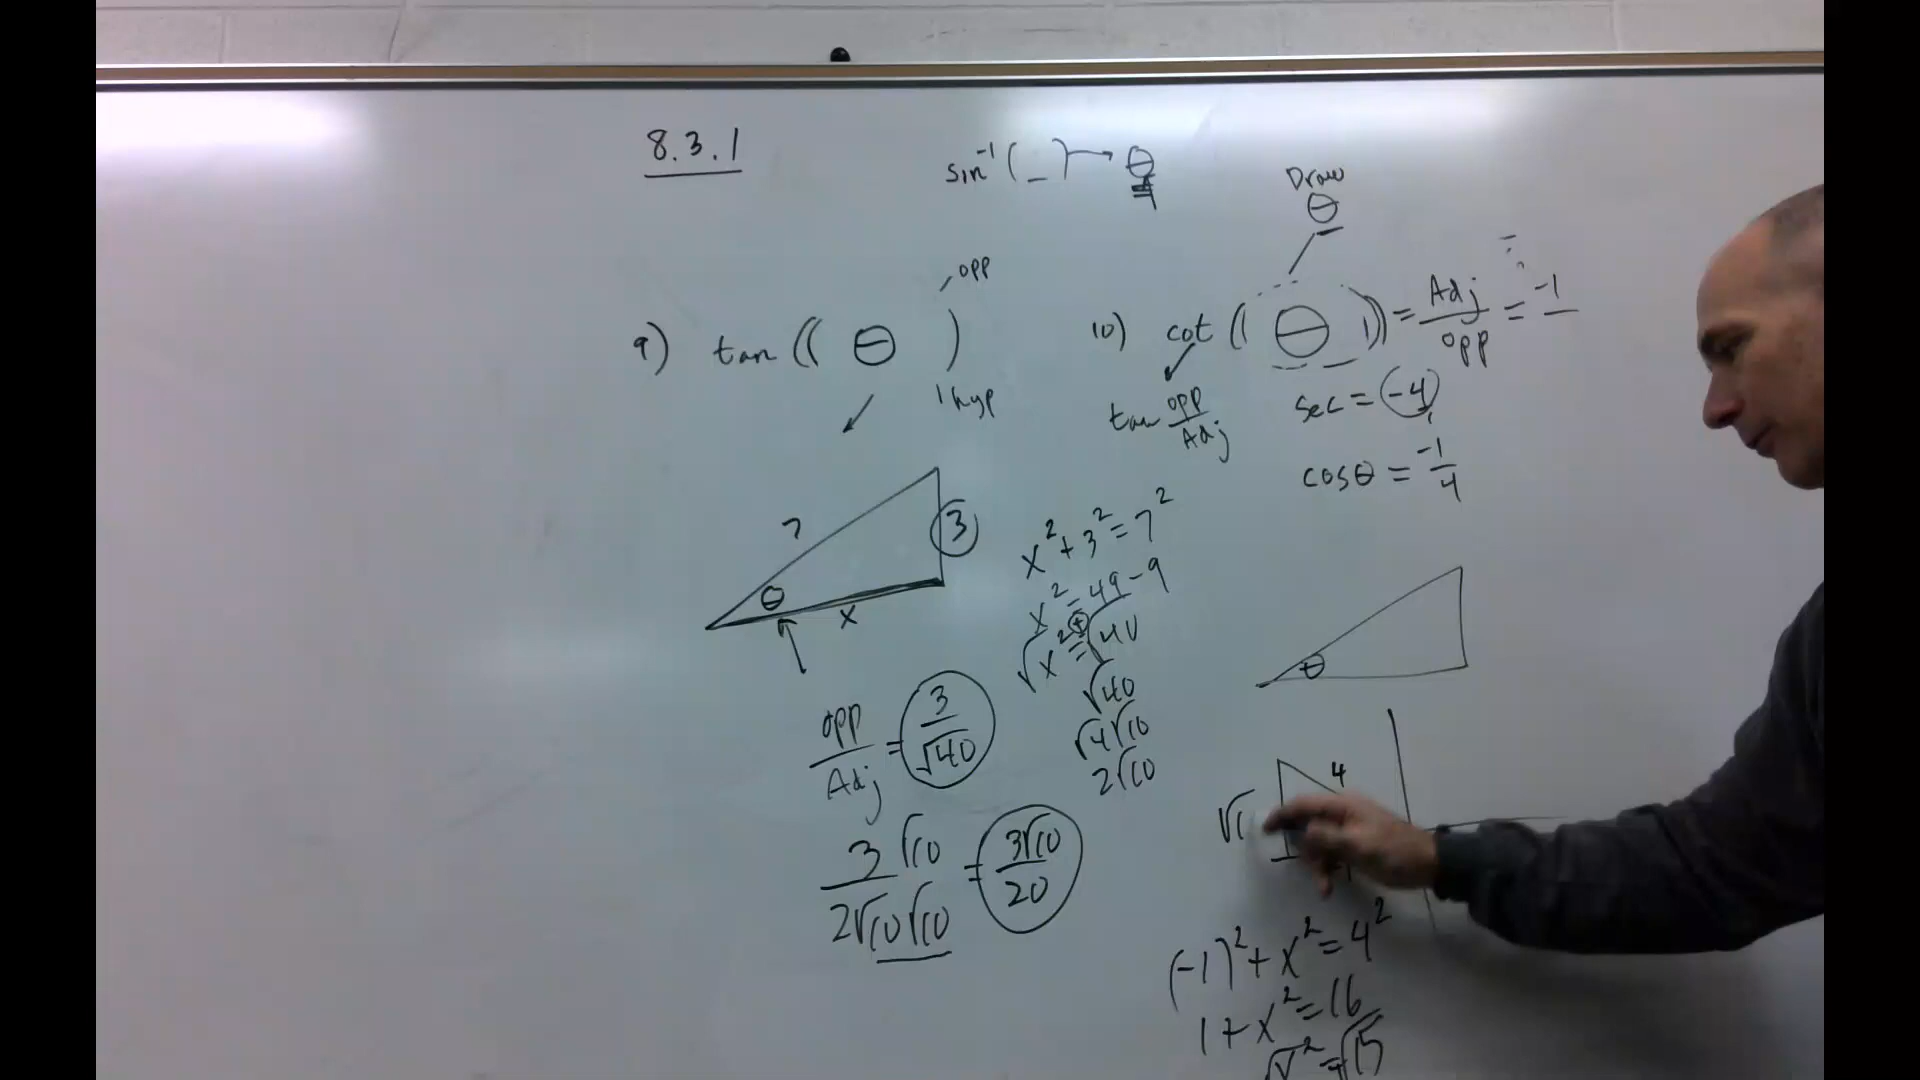 8.3.1
sin⁻¹( _ ) → θ
Draw
θ
9) tan(( θ )
opp
hyp
7
3
θ
x
x² + 3² = 7²
x² = 49 - 9
√x² = √40
+
√40
√4√10
2√10
opp/Adj = 3/√40
3√10/2√10√10 = 3√10/20
10) cot(( θ )) = Adj/opp = -1/
tan opp/Adj
sec = -4
cosθ = -1/4
θ
4
(-1)² + x² = 4²
1 + x² = 16
√x² = √15